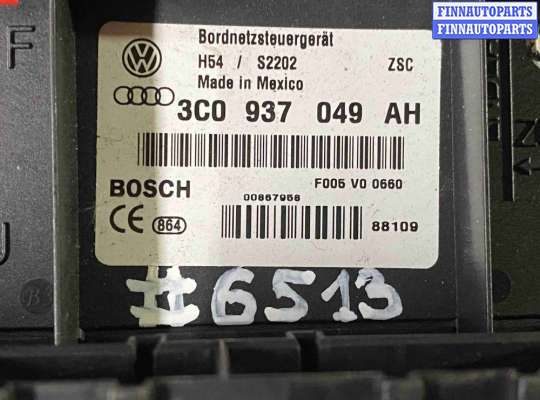 FINNAUTOPARTS
FINNAUTOPARTS
F
Bordnetzsteuergerät
H54 / S2202 ZSC
Made in Mexico
3C0 937 049 AH
BOSCH
F005 V0 0660
00867958
CE 864
88109
#6513